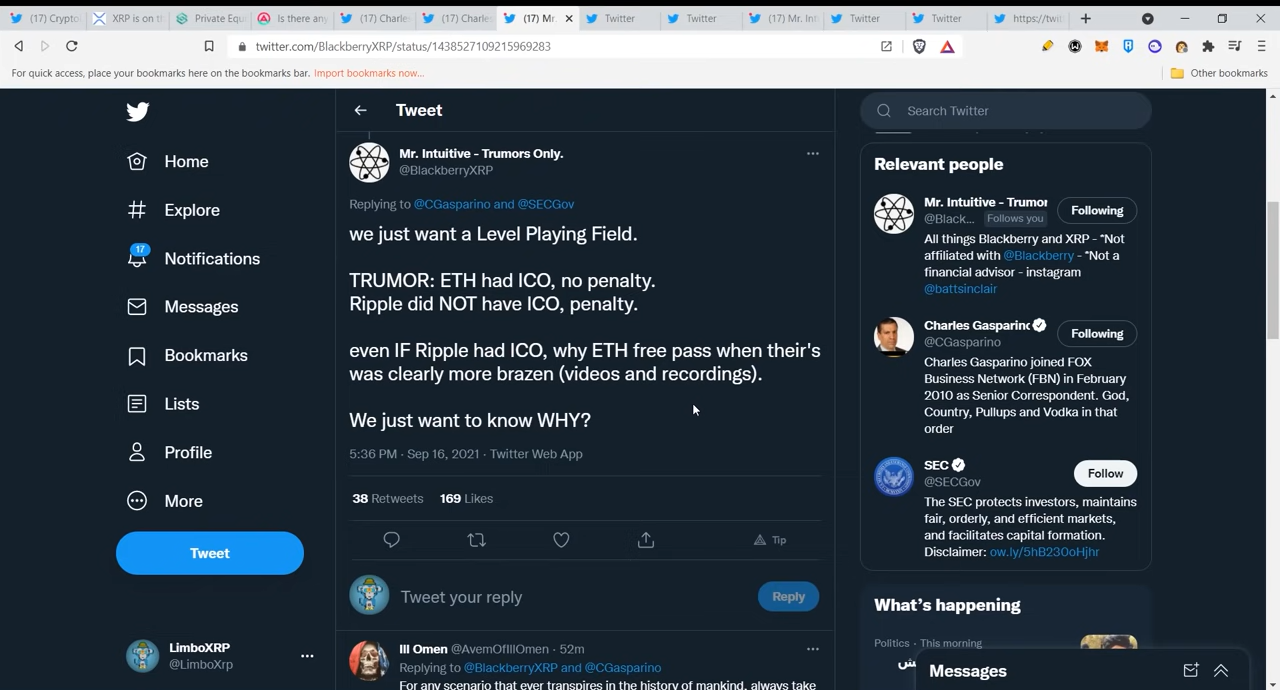 (17) Crypto
XRP is on th
Private Equ
Is there any
(17) Charle
(17) Charles
(17) Mr.
Twitter
Twitter
(17) Mr. Int
Twitter
Twitter
https://twi
twitter.com/BlackberryXRP/status/1438527109215969283
For quick access, place your bookmarks here on the bookmarks bar. Import bookmarks now...
Other bookmarks
Home
Explore
17
Notifications
Messages
Bookmarks
Lists
Profile
More
Tweet
LimboXRP
@LimboXrp
Tweet
Mr. Intuitive - Trumors Only.
@BlackberryXRP
Replying to @CGasparino and @SECGov
we just want a Level Playing Field.
TRUMOR: ETH had ICO, no penalty.
Ripple did NOT have ICO, penalty.
even IF Ripple had ICO, why ETH free pass when their's
was clearly more brazen (videos and recordings).
We just want to know WHY?
5:36 PM · Sep 16, 2021 · Twitter Web App
38 Retweets 169 Likes
Tip
Tweet your reply
Reply
Ill Omen @AvemOfIllOmen · 52m
Replying to @BlackberryXRP and @CGasparino
For any scenario that ever transpires in the history of mankind, always take
Search Twitter
Relevant people
Mr. Intuitive - Trumor
@Black... Follows you
Following
All things Blackberry and XRP - *Not
affiliated with @Blackberry - *Not a
financial advisor - instagram
@battsinclair
Charles Gasparino
@CGasparino
Following
Charles Gasparino joined FOX
Business Network (FBN) in February
2010 as Senior Correspondent. God,
Country, Pullups and Vodka in that
order
SEC
@SECGov
Follow
The SEC protects investors, maintains
fair, orderly, and efficient markets,
and facilitates capital formation.
Disclaimer: ow.ly/5hB230oHjhr
What's happening
Politics · This morning
Messages